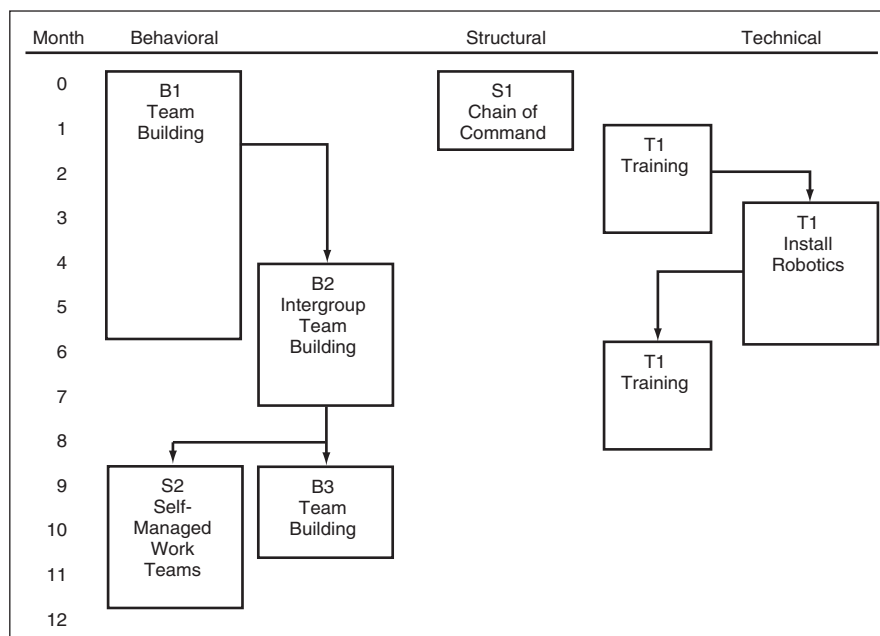 Month Behavioral Structural Technical
0
1
2
3
4
5
6
7
8
9
10
11
12
B1
Team
Building
S1
Chain of
Command
T1
Training
T1
Install
Robotics
B2
Intergroup
Team
Building
T1
Training
S2
Self-
Managed
Work
Teams
B3
Team
Building